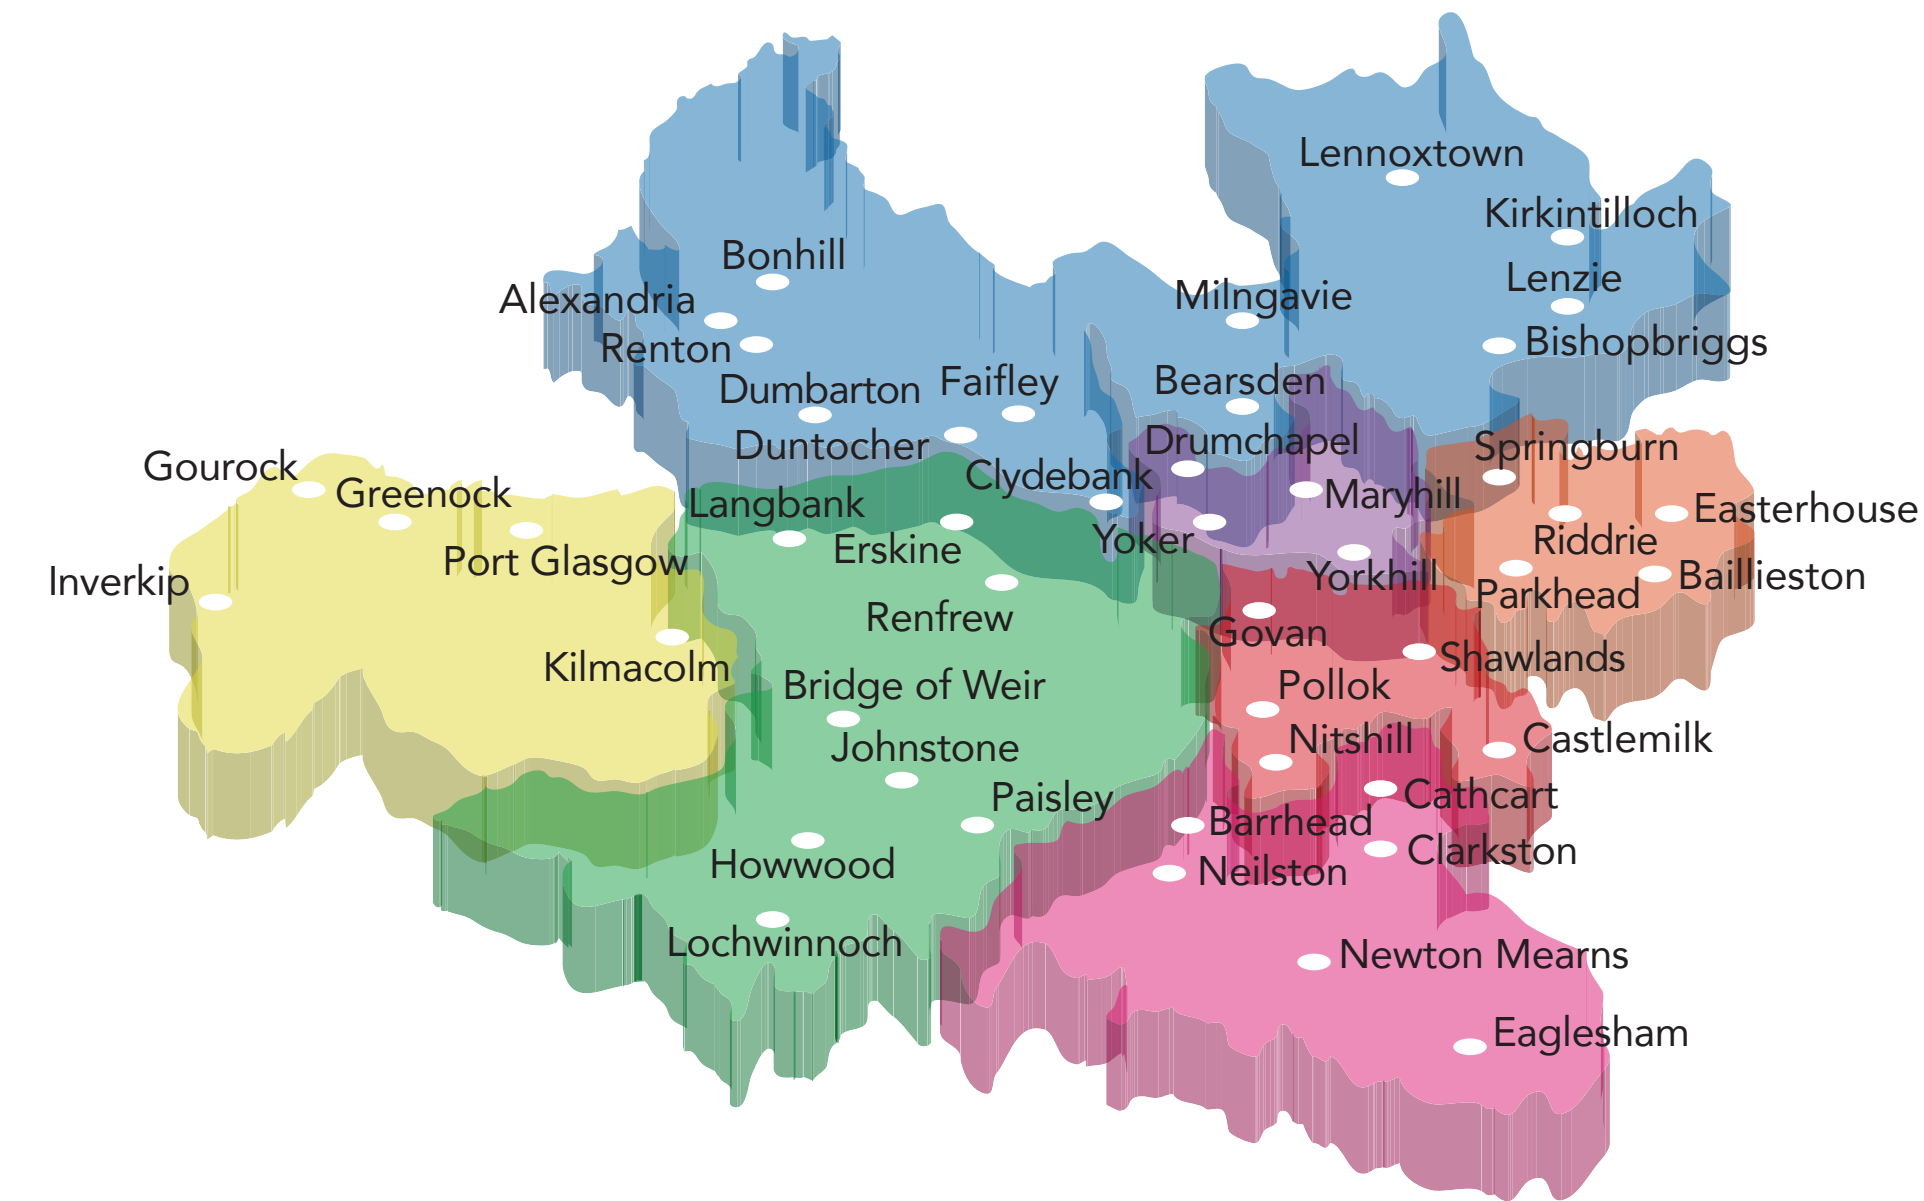 Lennoxtown
Kirkintilloch
Bonhill
Lenzie
Alexandria
Milngavie
Renton
Bishopbriggs
Dumbarton
Faifley
Bearsden
Duntocher
Drumchapel
Springburn
Gourock
Clydebank
Greenock
Langbank
Maryhill
Easterhouse
Yoker
Erskine
Riddrie
Port Glasgow
Inverkip
Yorkhill
Baillieston
Parkhead
Renfrew
Govan
Kilmacolm
Shawlands
Bridge of Weir
Pollok
Johnstone
Nitshill
Castlemilk
Paisley
Cathcart
Barrhead
Clarkston
Howwood
Neilston
Lochwinnoch
Newton Mearns
Eaglesham